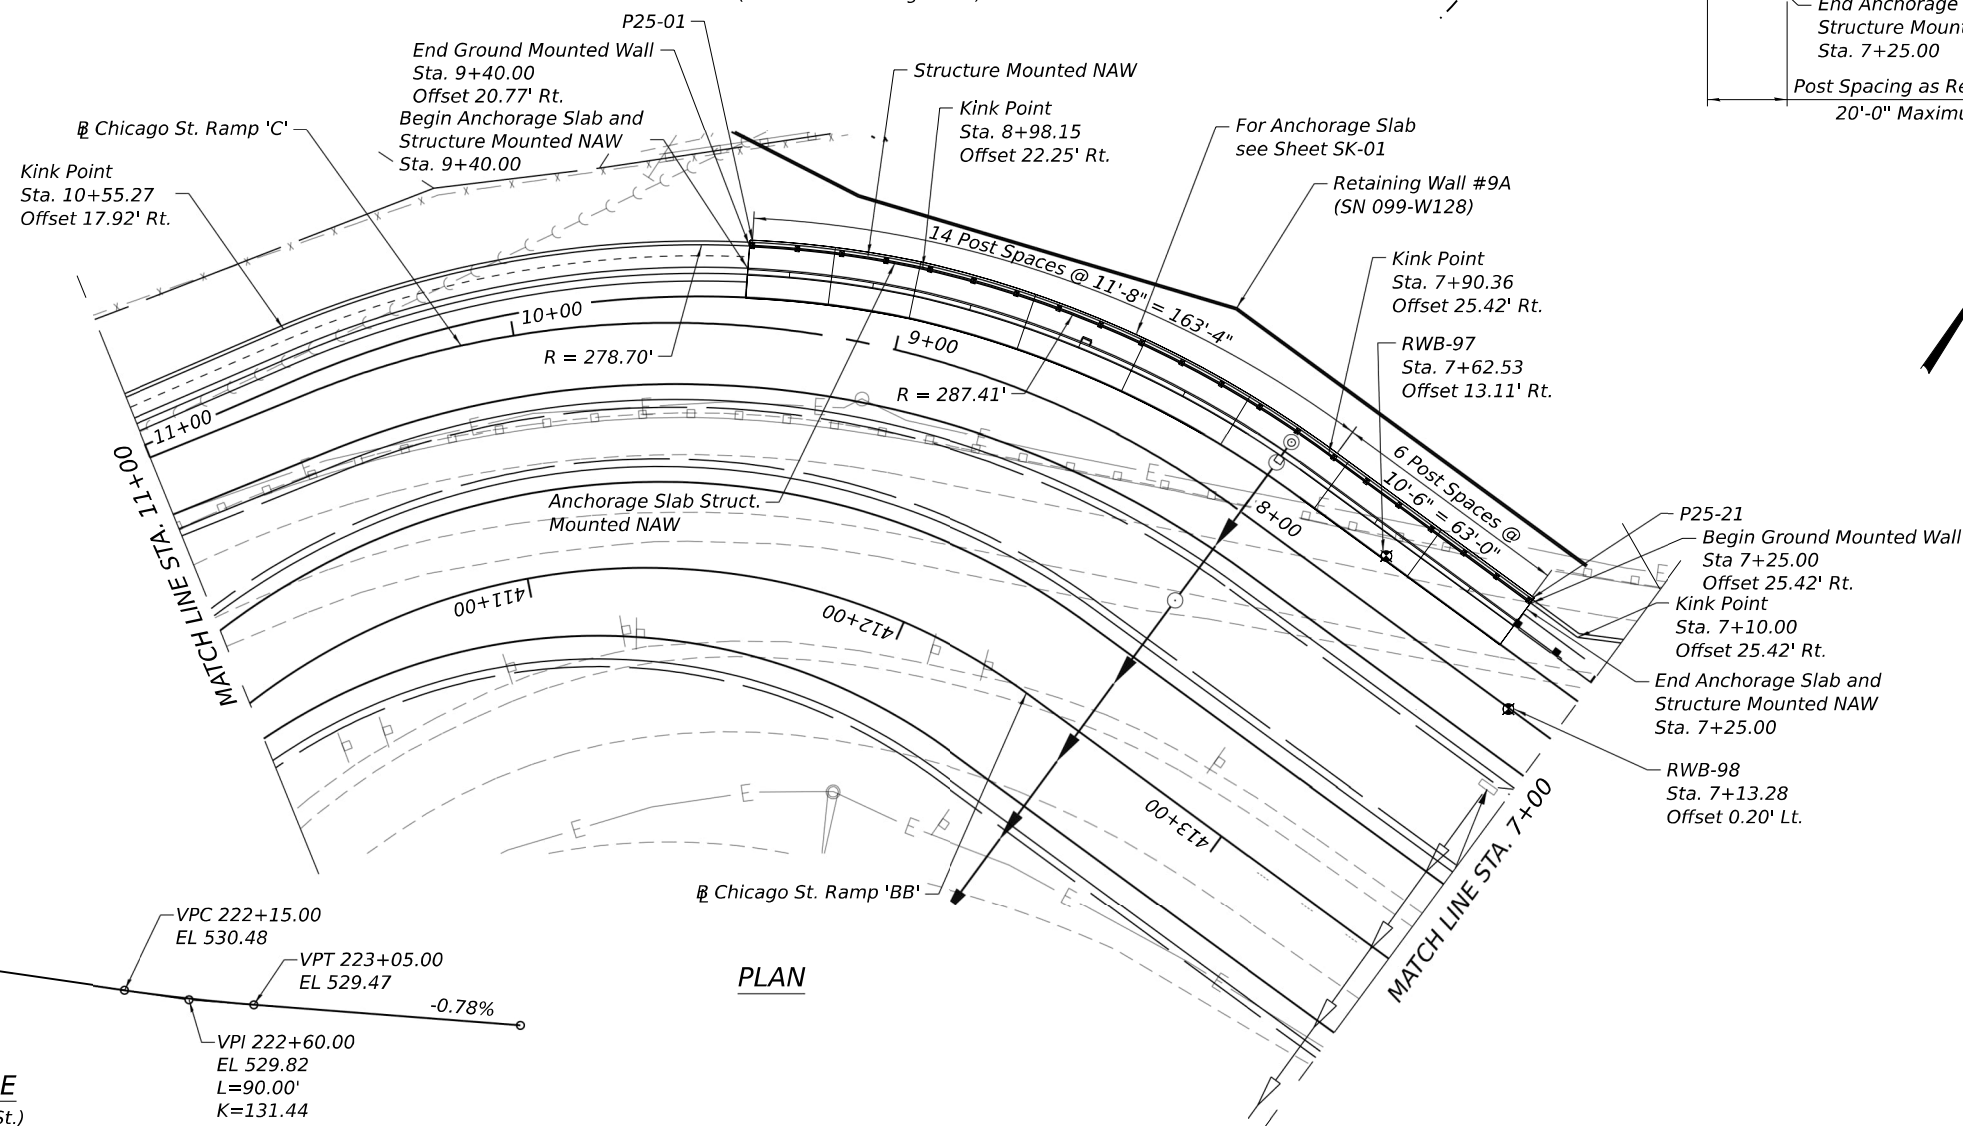 P25-01
End Ground Mounted Wall
Sta. 9+40.00
Offset 20.77' Rt.
Begin Anchorage Slab and
Structure Mounted NAW
Sta. 9+40.00
Structure Mounted NAW
Kink Point
Sta. 8+98.15
Offset 22.25' Rt.
For Anchorage Slab
see Sheet SK-01
Retaining Wall #9A
(SN 099-W128)
End Anchorage
Structure
Sta. 7+25.00
Post Spacing as
20'-0"
℄ Chicago St. Ramp 'C'
Kink Point
Sta. 10+55.27
Offset 17.92' Rt.
14 Post Spaces @ 11'-8" = 163'-4"
Kink Point
Sta. 7+90.36
Offset 25.42' Rt.
RWB-97
Sta. 7+62.53
Offset 13.11' Rt.
6 Post Spaces @
10'-6" = 63'-0"
10+00
9+00
R = 278.70'
R = 287.41'
11+00
8+00
MATCH LINE STA. 11+00
Anchorage Slab Struct.
Mounted NAW
P25-21
Begin Ground Mounted Wall
Sta 7+25.00
Offset 25.42' Rt.
Kink Point
Sta. 7+10.00
Offset 25.42' Rt.
End Anchorage Slab and
Structure Mounted NAW
Sta. 7+25.00
RWB-98
Sta. 7+13.28
Offset 0.20' Lt.
411+00
412+00
413+00
MATCH LINE STA. 7+00
℄ Chicago St. Ramp 'BB'
VPC 222+15.00
EL 530.48
VPT 223+05.00
EL 529.47
-0.78%
VPI 222+60.00
EL 529.82
L=90.00'
K=131.44
PLAN
E
St.)